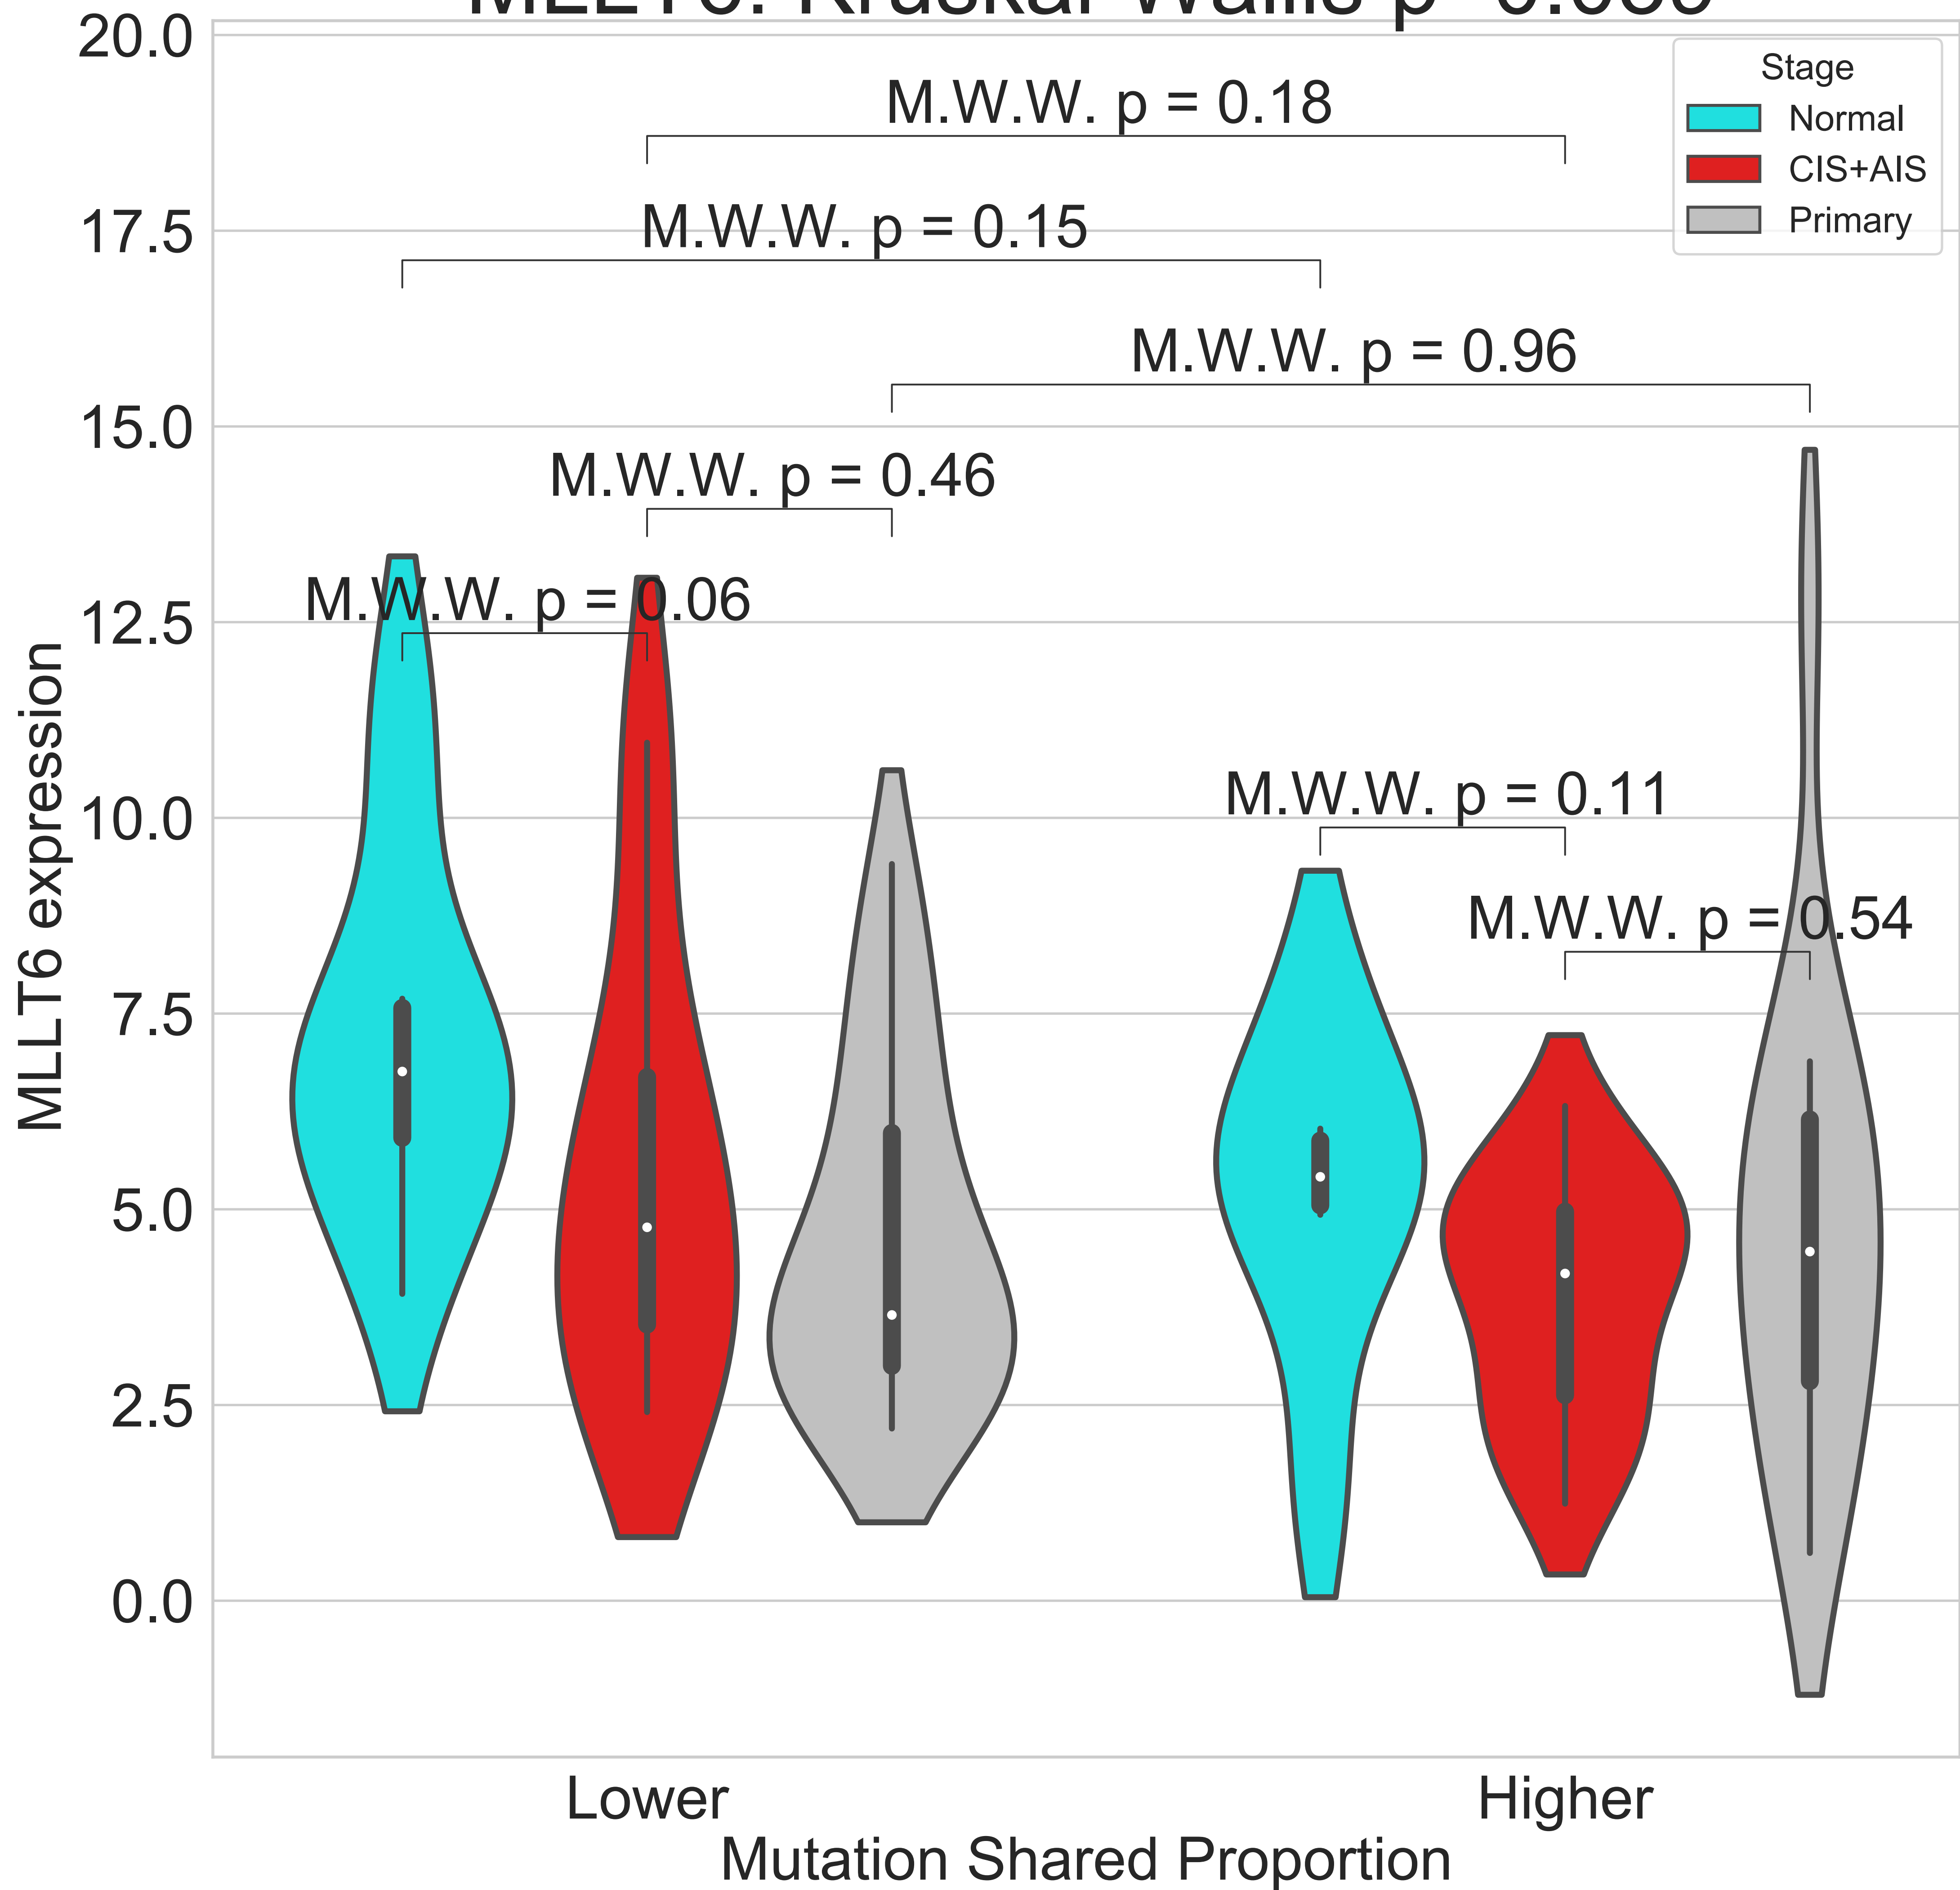 20.0
17.5
15.0
12.5
10.0
7.5
5.0
2.5
0.0
MLLT6 expression
M.W.W. p = 0.18
M.W.W. p = 0.15
M.W.W. p = 0.96
M.W.W. p = 0.46
M.W.W. p = 0.06
M.W.W. p = 0.11
M.W.W. p = 0.54
Stage
Normal
CIS+AIS
Primary
Lower
Higher
Mutation Shared Proportion